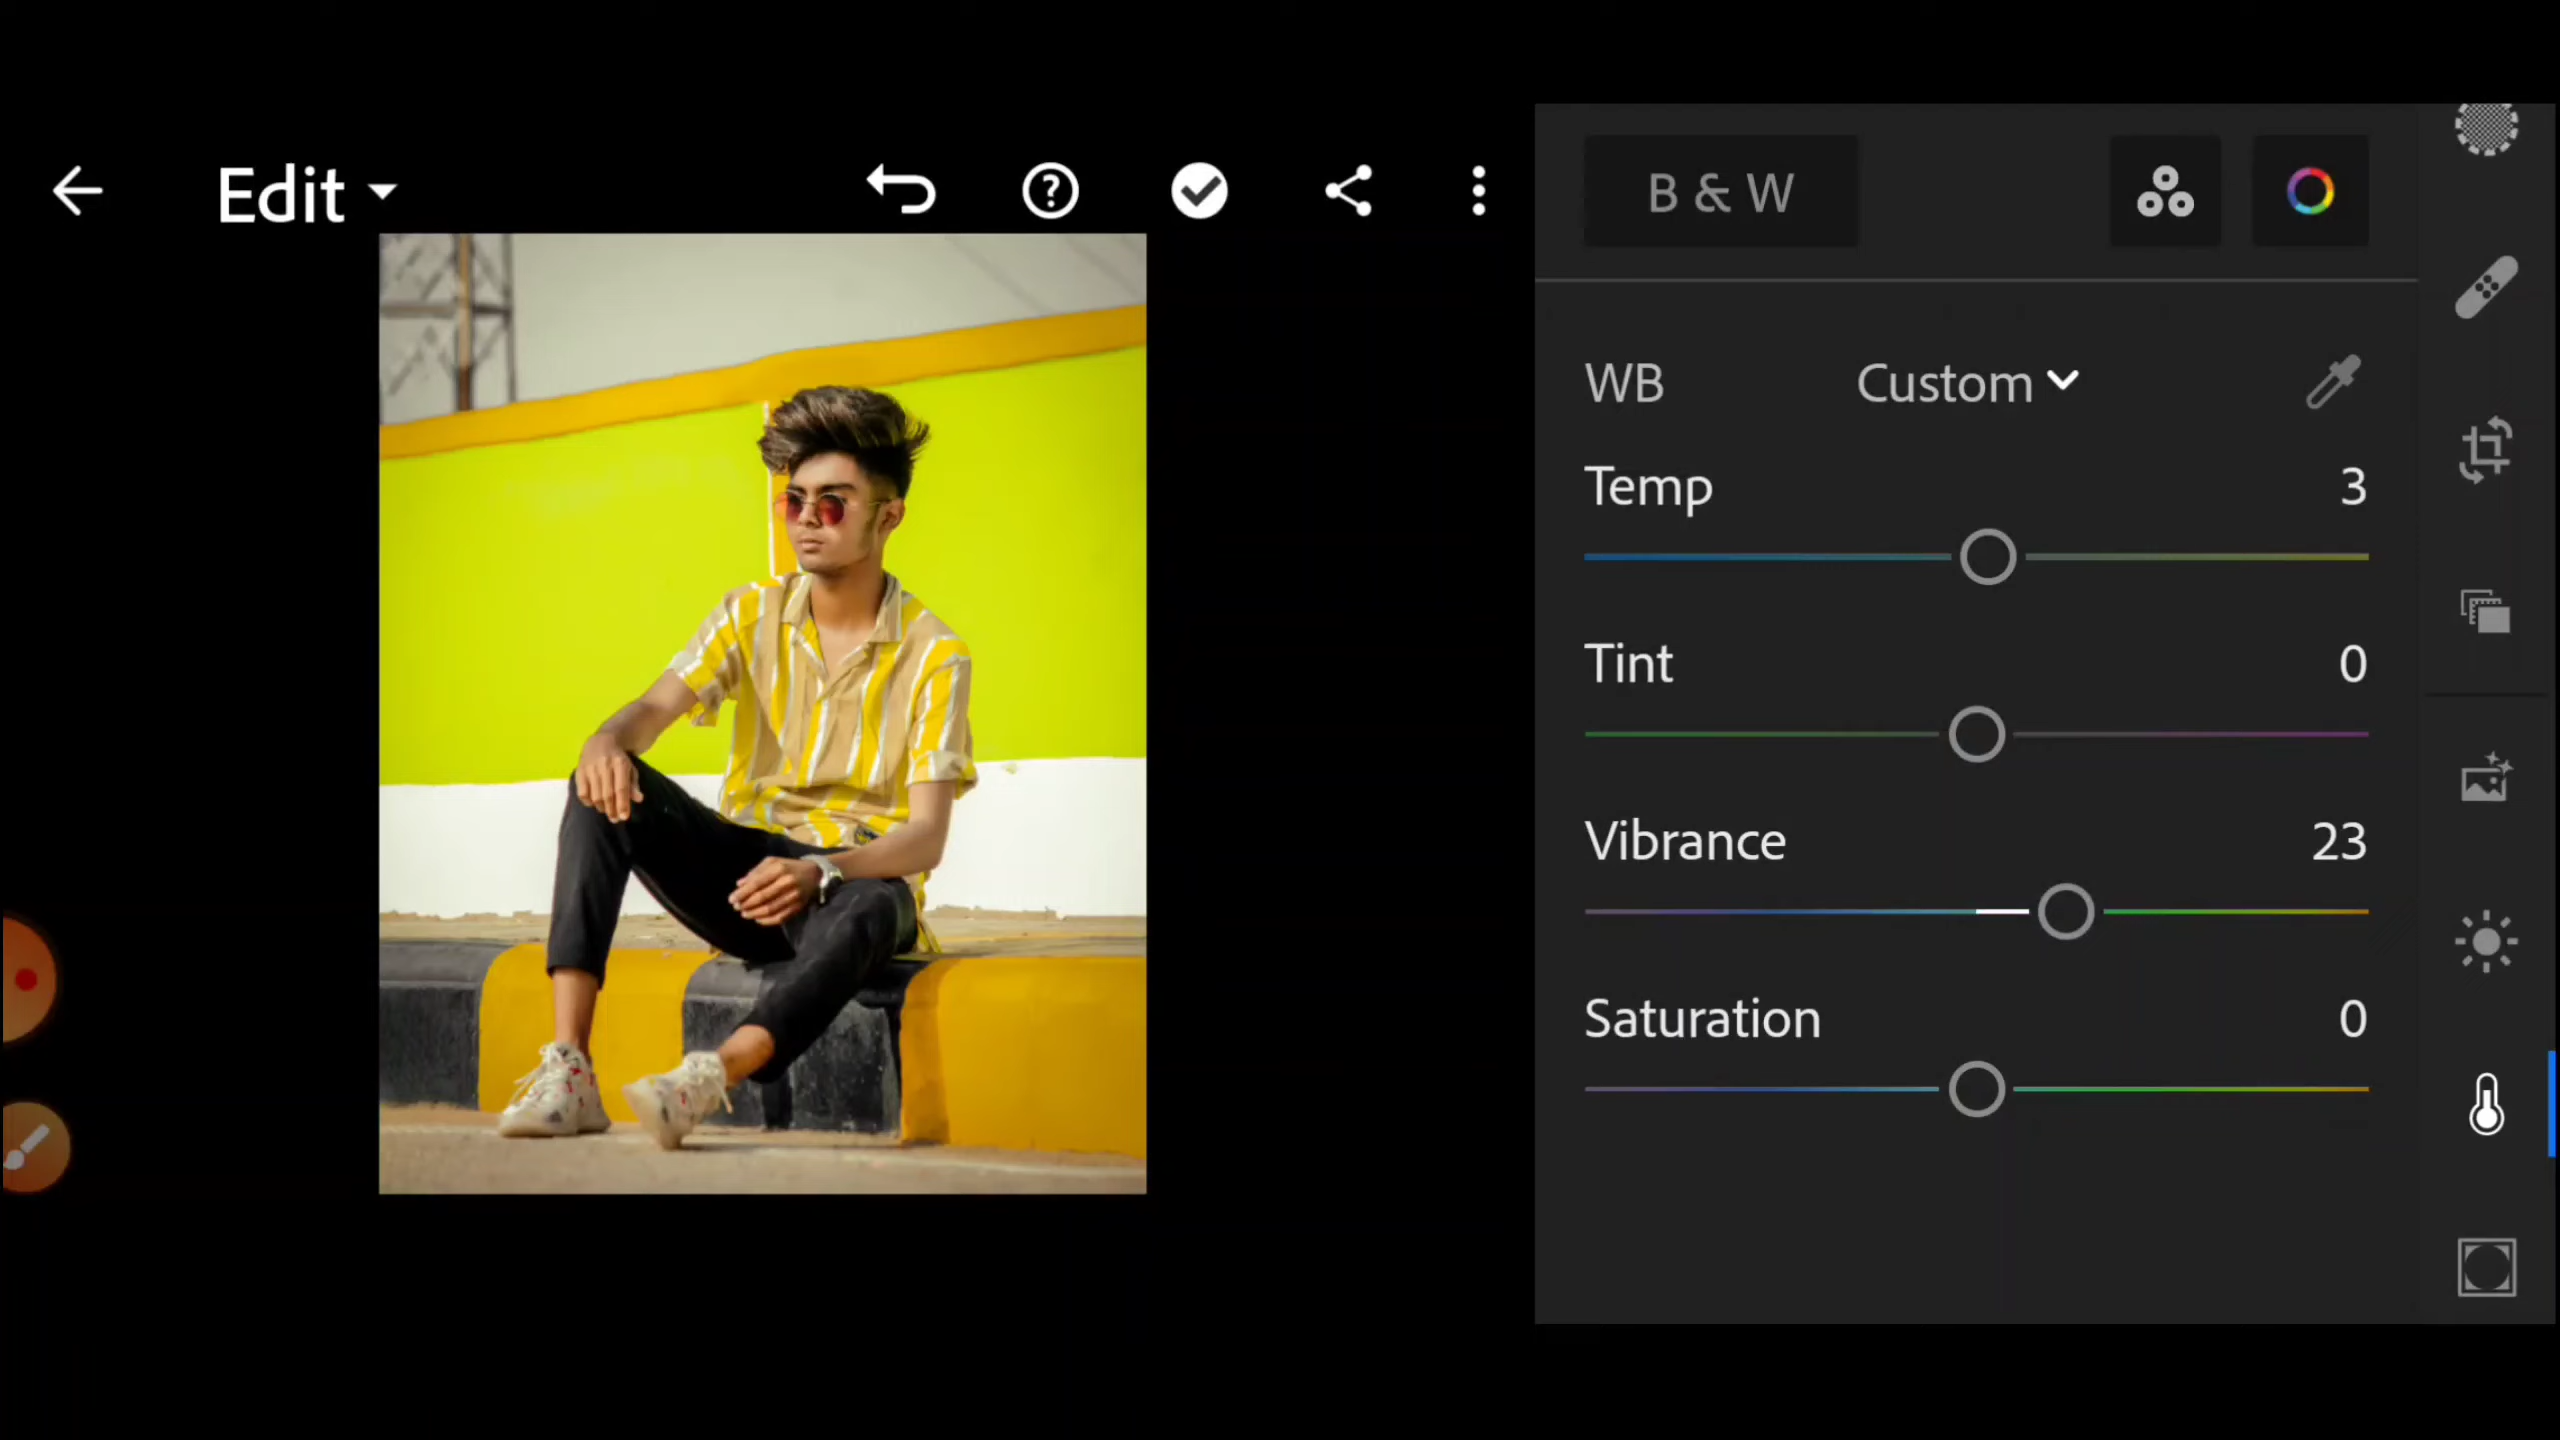 Edit
B & W
WB Custom
Temp 3
Tint 0
Vibrance 23
Saturation 0